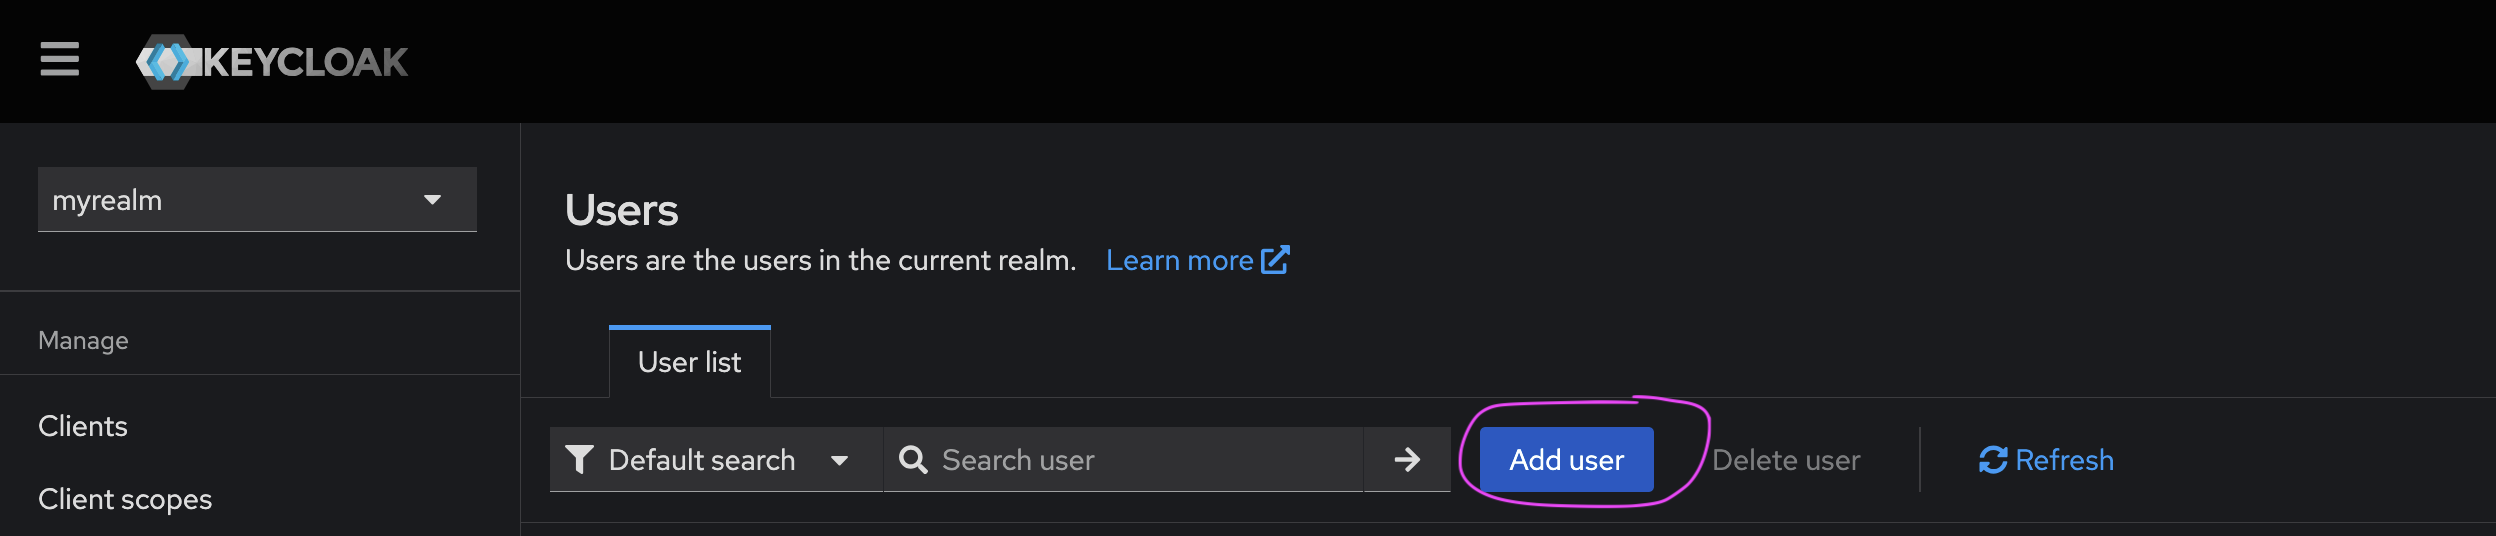 KEYCLOAK
myrealm
Manage
Clients
Client scopes
Users
Users are the users in the current realm. Learn more
User list
Default search Search user Add user Delete user Refresh